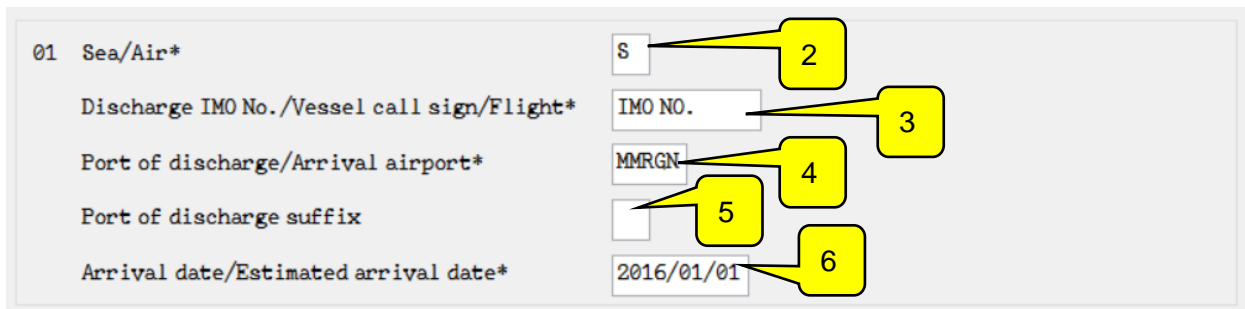 01 Sea/Air* S 2
Discharge IMO No./Vessel call sign/Flight* IMO NO. 3
Port of discharge/Arrival airport* MMRGN 4
Port of discharge suffix 5
Arrival date/Estimated arrival date* 2016/01/01 6